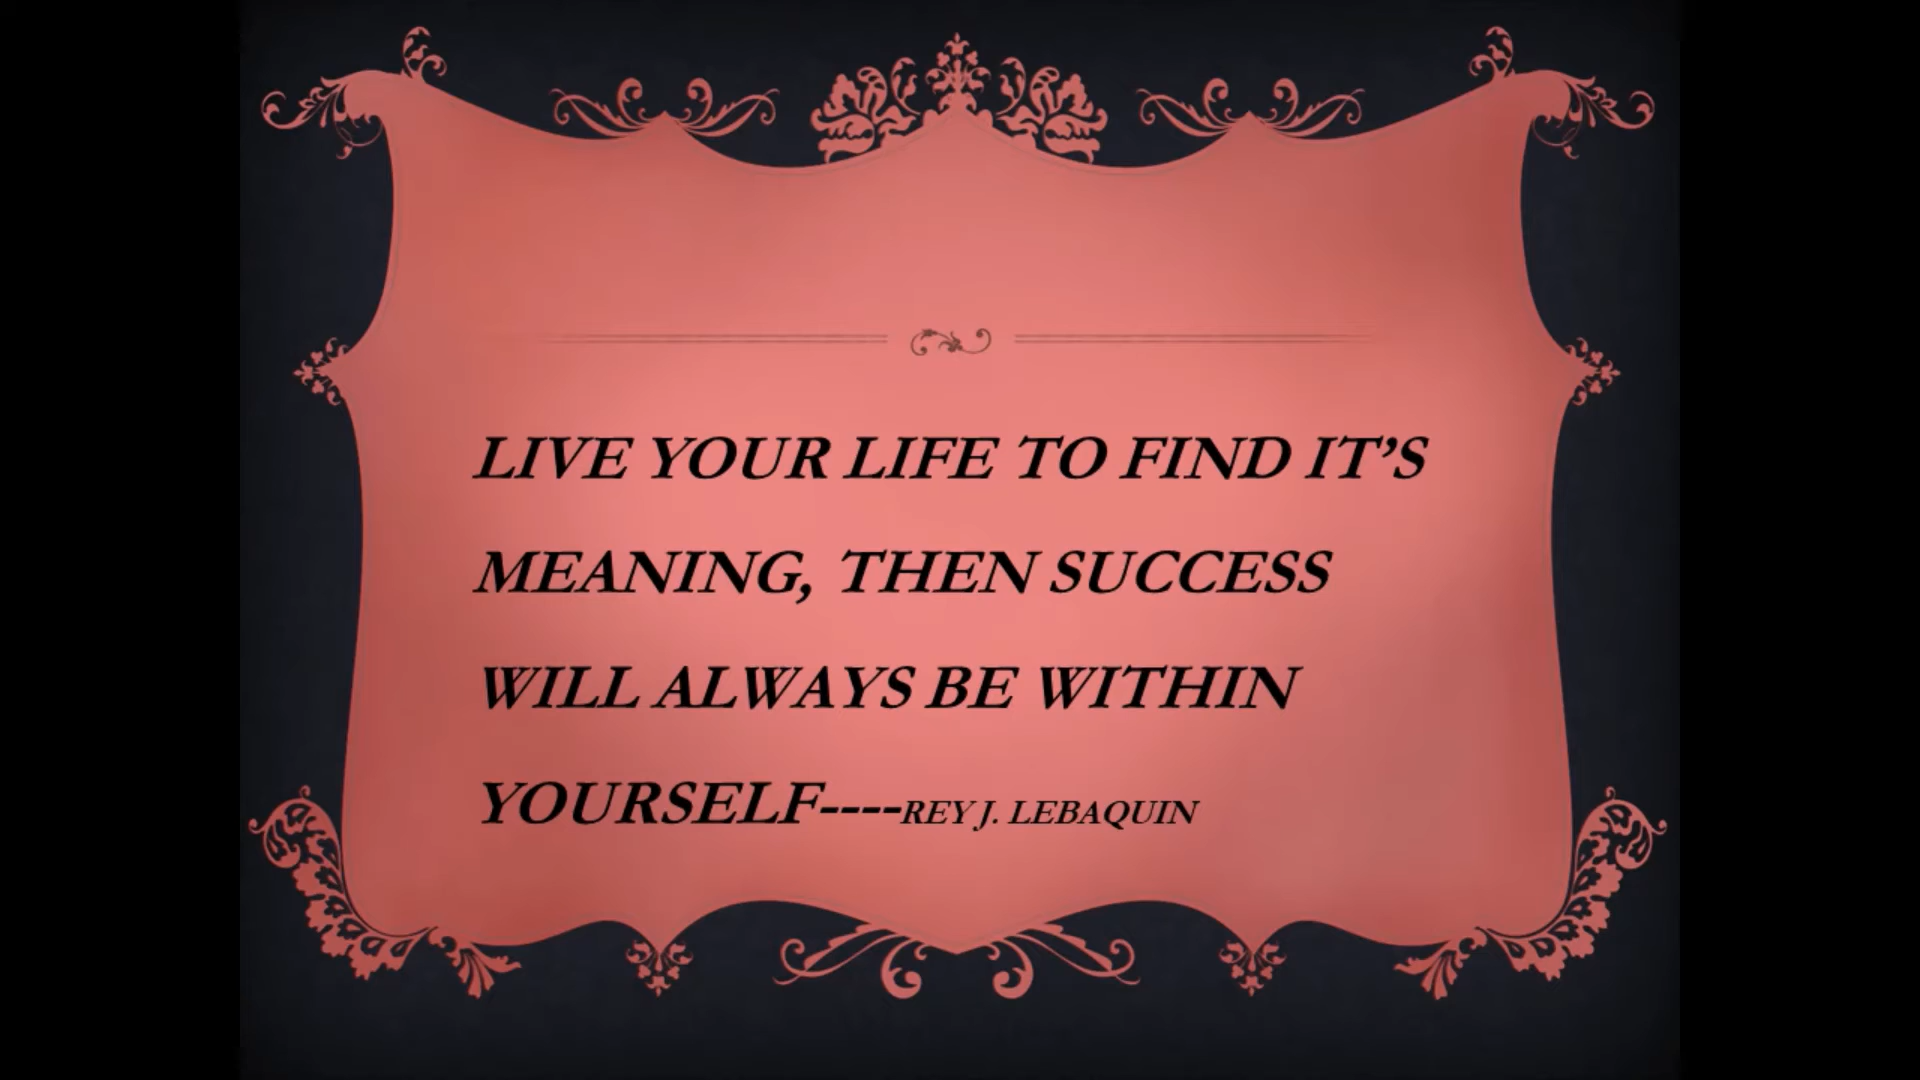 LIVE YOUR LIFE TO FIND IT’S
MEANING, THEN SUCCESS
WILL ALWAYS BE WITHIN
YOURSELF----REY J. LEBAQUIN